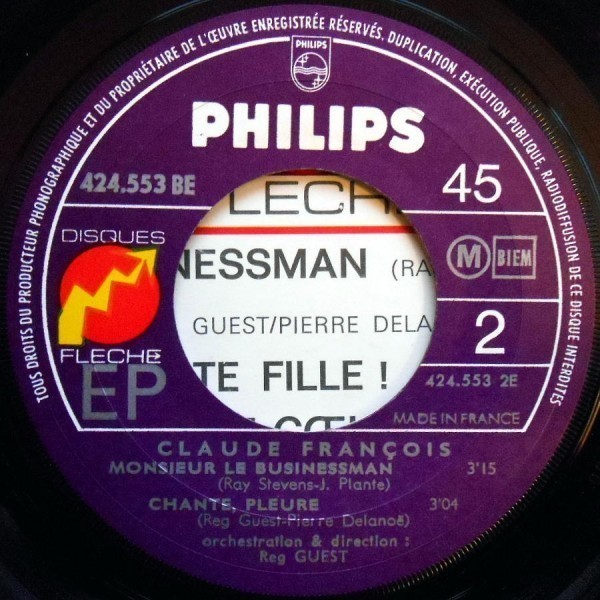 TOUS DROITS DU PRODUCTEUR PHONOGRAPHIQUE ET DU PROPRIÉTAIRE DE L'ŒUVRE ENREGISTRÉE RÉSERVÉS. DUPLICATION, EXÉCUTION PUBLIQUE, RADIODIFFUSION DE CE DISQUE INTERDITES
PHILIPS
PHILIPS
424.553 BE
45
LECH
DISQUES
FLECHE
EP
NESSMAN (RA
M BIEM
GUEST/PIERRE DELA
2
TE FILLE !
424.553 2E
CŒU
MADE IN FRANCE
CLAUDE FRANÇOIS
MONSIEUR LE BUSINESSMAN 3'15
(Ray Stevens-J. Plante)
CHANTE, PLEURE 3'04
(Reg Guest-Pierre Delanoë)
orchestration & direction :
Reg GUEST